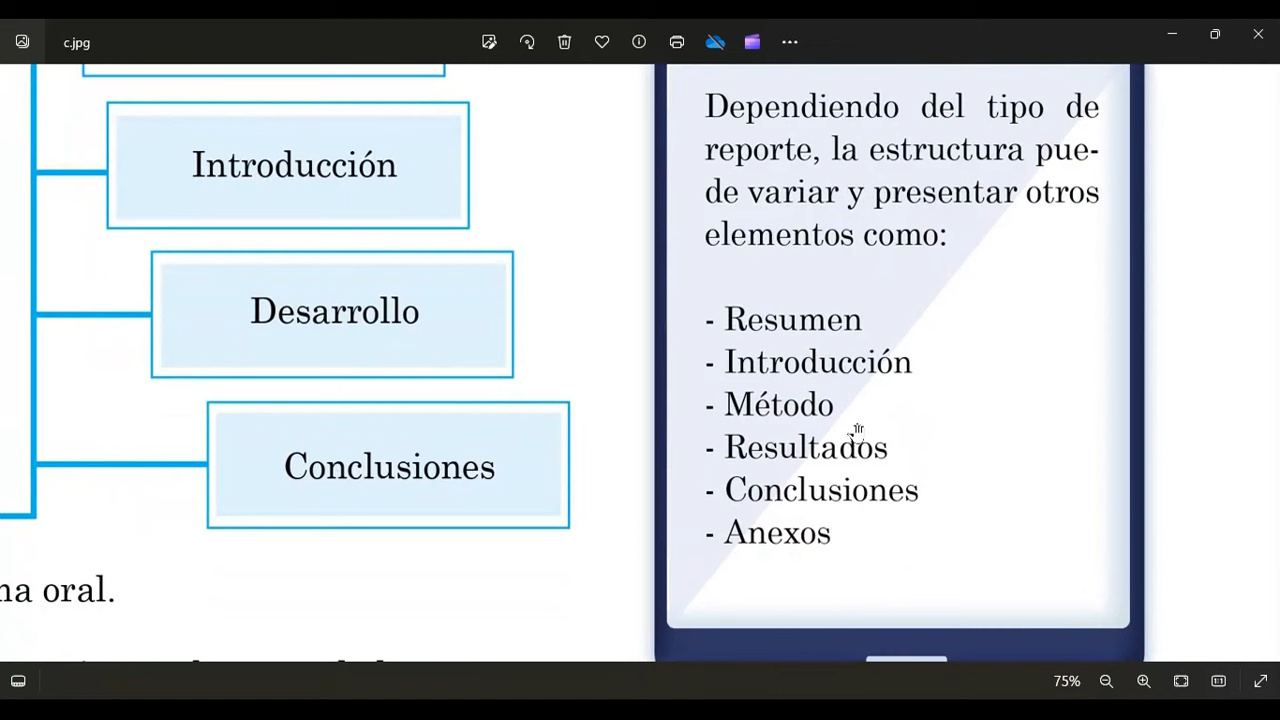 c.jpg
Introducción
Desarrollo
Conclusiones
na oral.
Dependiendo del tipo de
reporte, la estructura pue-
de variar y presentar otros
elementos como:
- Resumen
- Introducción
- Método
- Resultados
- Conclusiones
- Anexos
75%